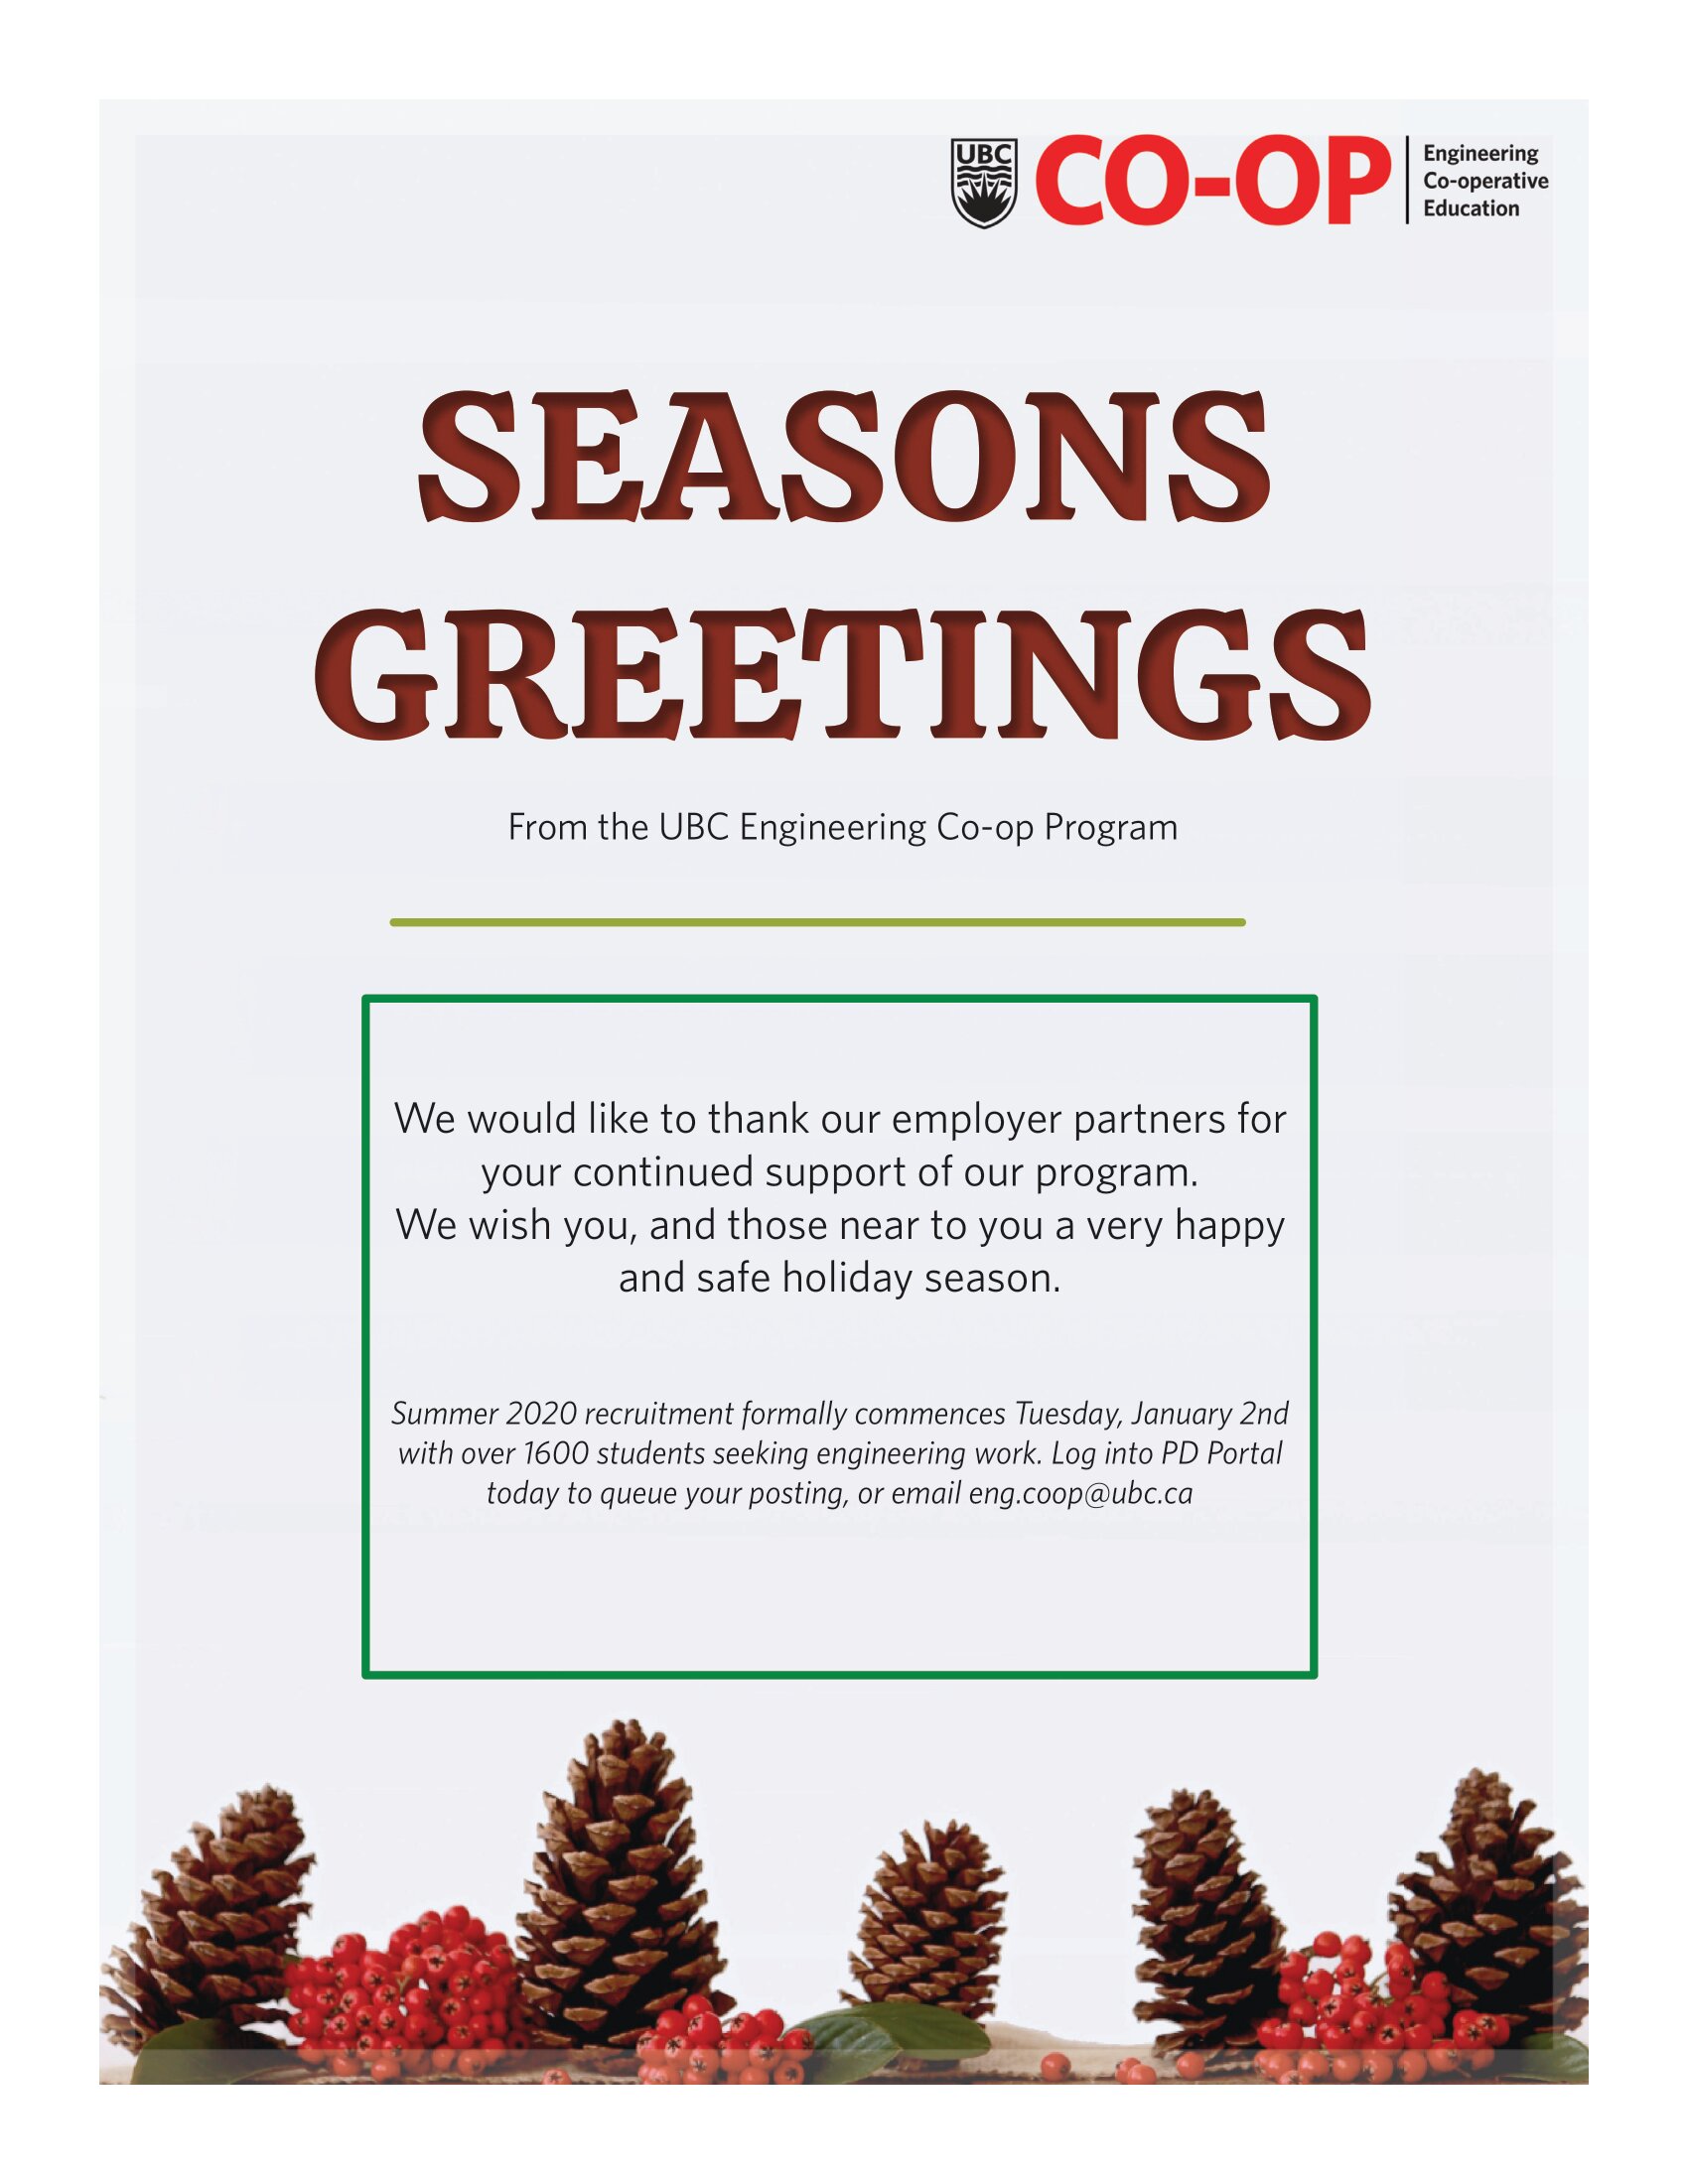 UBC
CO-OP
Engineering
Co-operative
Education
SEASONS
GREETINGS
From the UBC Engineering Co-op Program
We would like to thank our employer partners for
your continued support of our program.
We wish you, and those near to you a very happy
and safe holiday season.
Summer 2020 recruitment formally commences Tuesday, January 2nd
with over 1600 students seeking engineering work. Log into PD Portal
today to queue your posting, or email eng.coop@ubc.ca